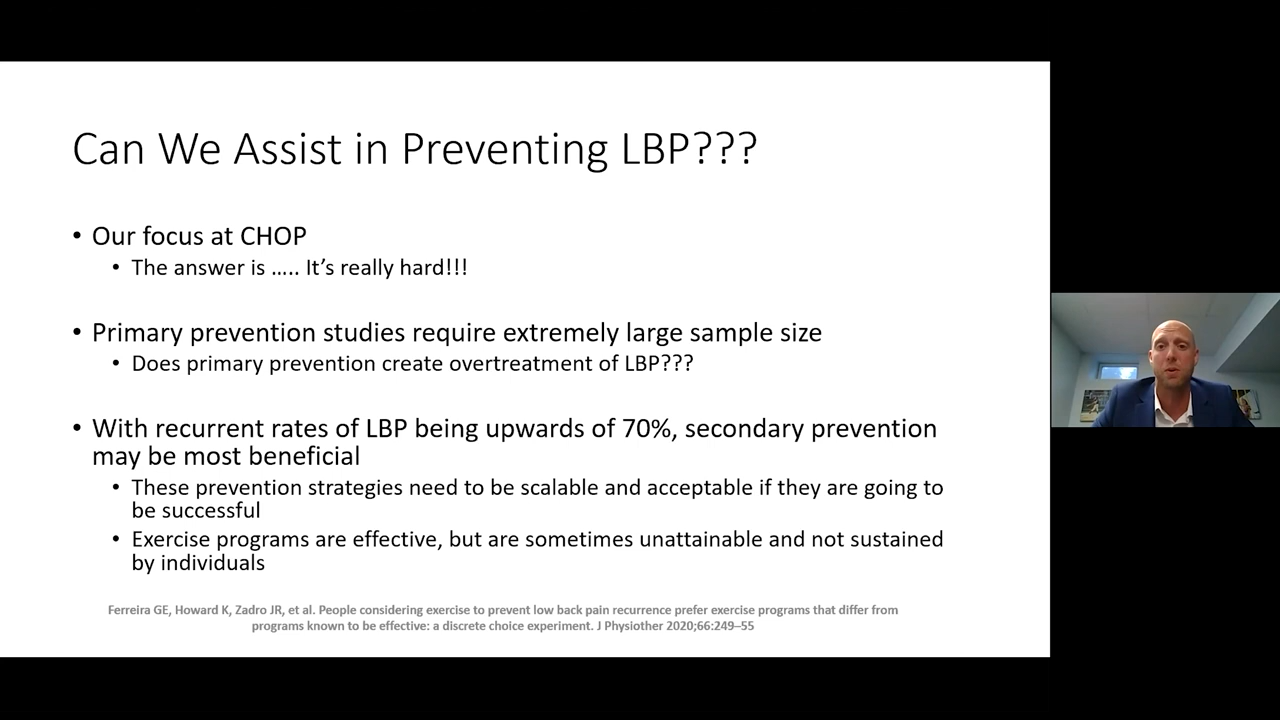 Can We Assist in Preventing LBP???
• Our focus at CHOP
• The answer is ..... It's really hard!!!
• Primary prevention studies require extremely large sample size
• Does primary prevention create overtreatment of LBP???
• With recurrent rates of LBP being upwards of 70%, secondary prevention
may be most beneficial
• These prevention strategies need to be scalable and acceptable if they are going to
be successful
• Exercise programs are effective, but are sometimes unattainable and not sustained
by individuals
Ferreira GE, Howard K, Zadro JR, et al. People considering exercise to prevent low back pain recurrence prefer exercise programs that differ from
programs known to be effective: a discrete choice experiment. J Physiother 2020;66:249–55